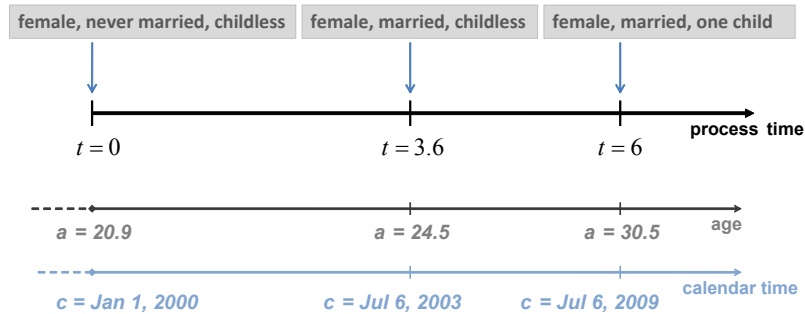 female, never married, childless
female, married, childless
female, married, one child
process time
t = 0
t = 3.6
t = 6
age
a = 20.9
a = 24.5
a = 30.5
calendar time
c = Jan 1, 2000
c = Jul 6, 2003
c = Jul 6, 2009